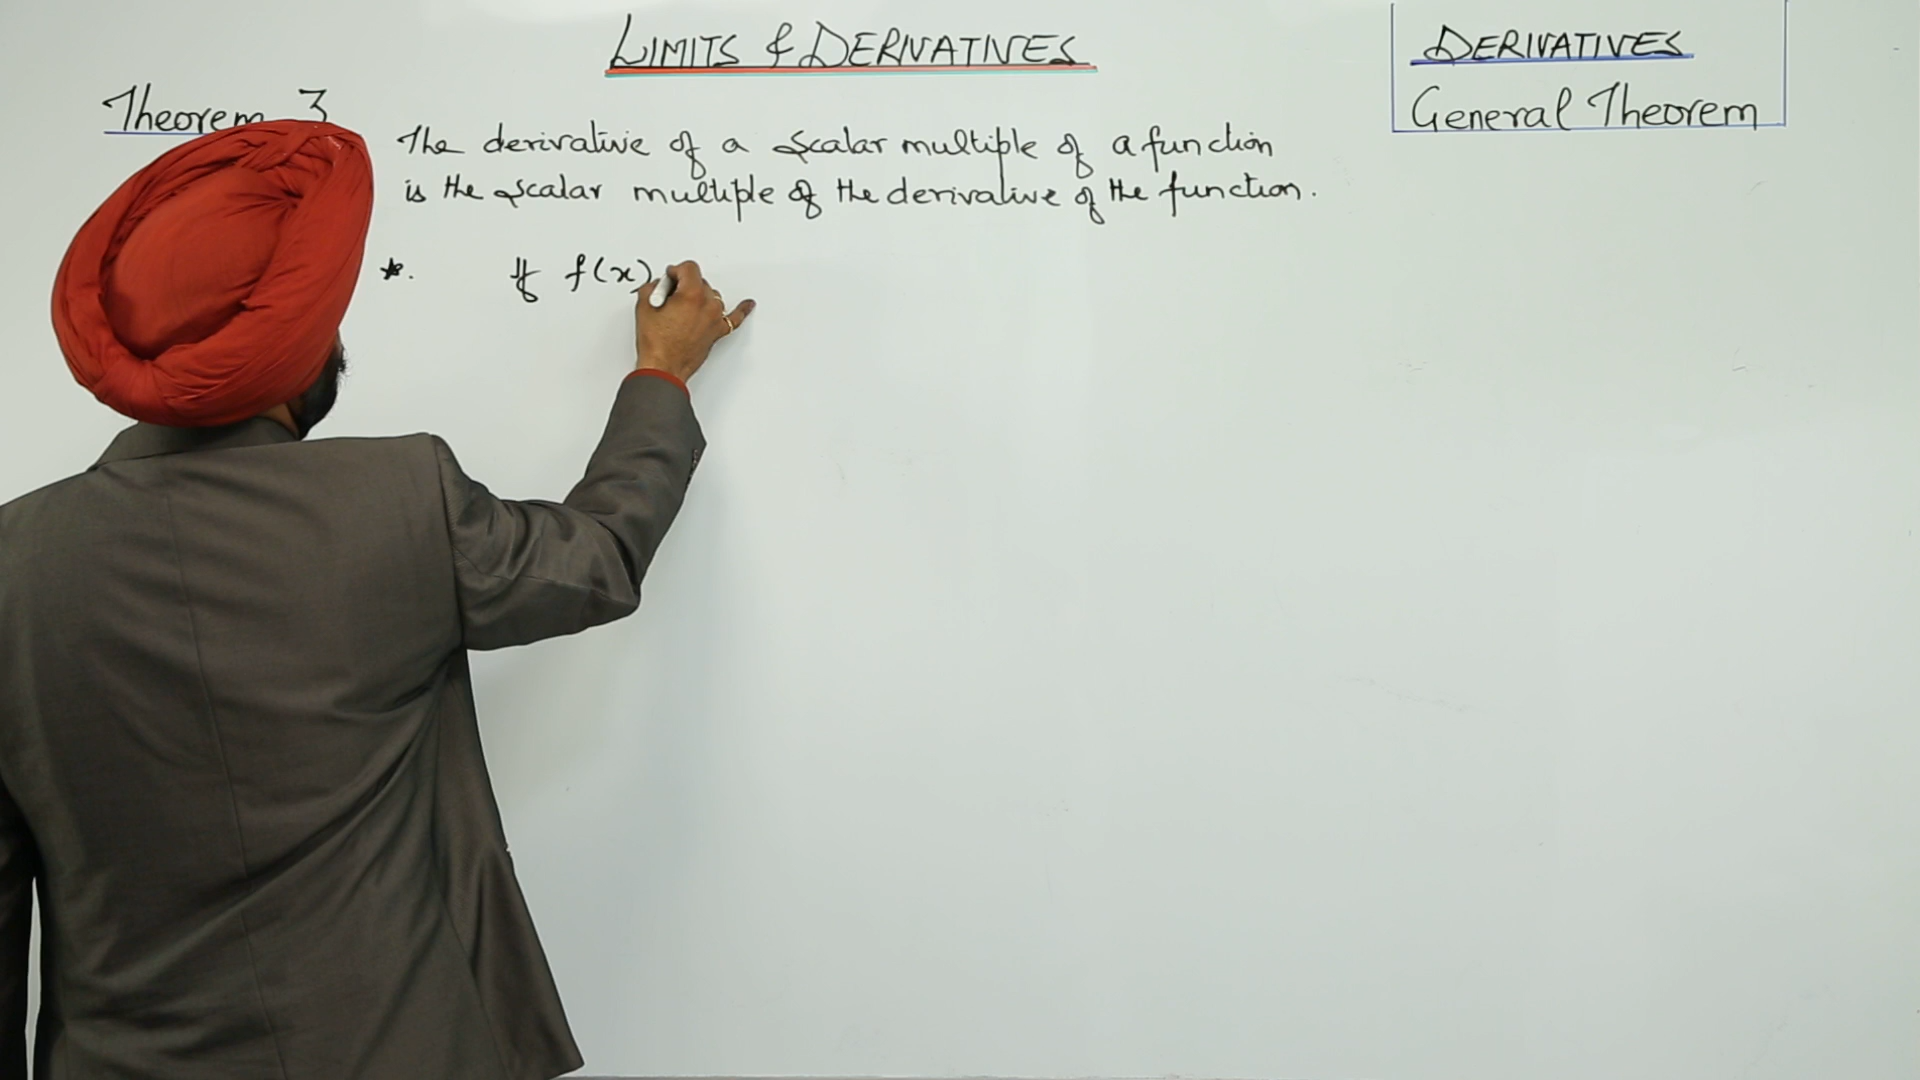 LIMITS & DERIVATIVES
DERIVATIVES
General Theorem
Theorem 3
The derivative of a scalar multiple of a function
is the scalar multiple of the derivative of the function.
*. If f(x)